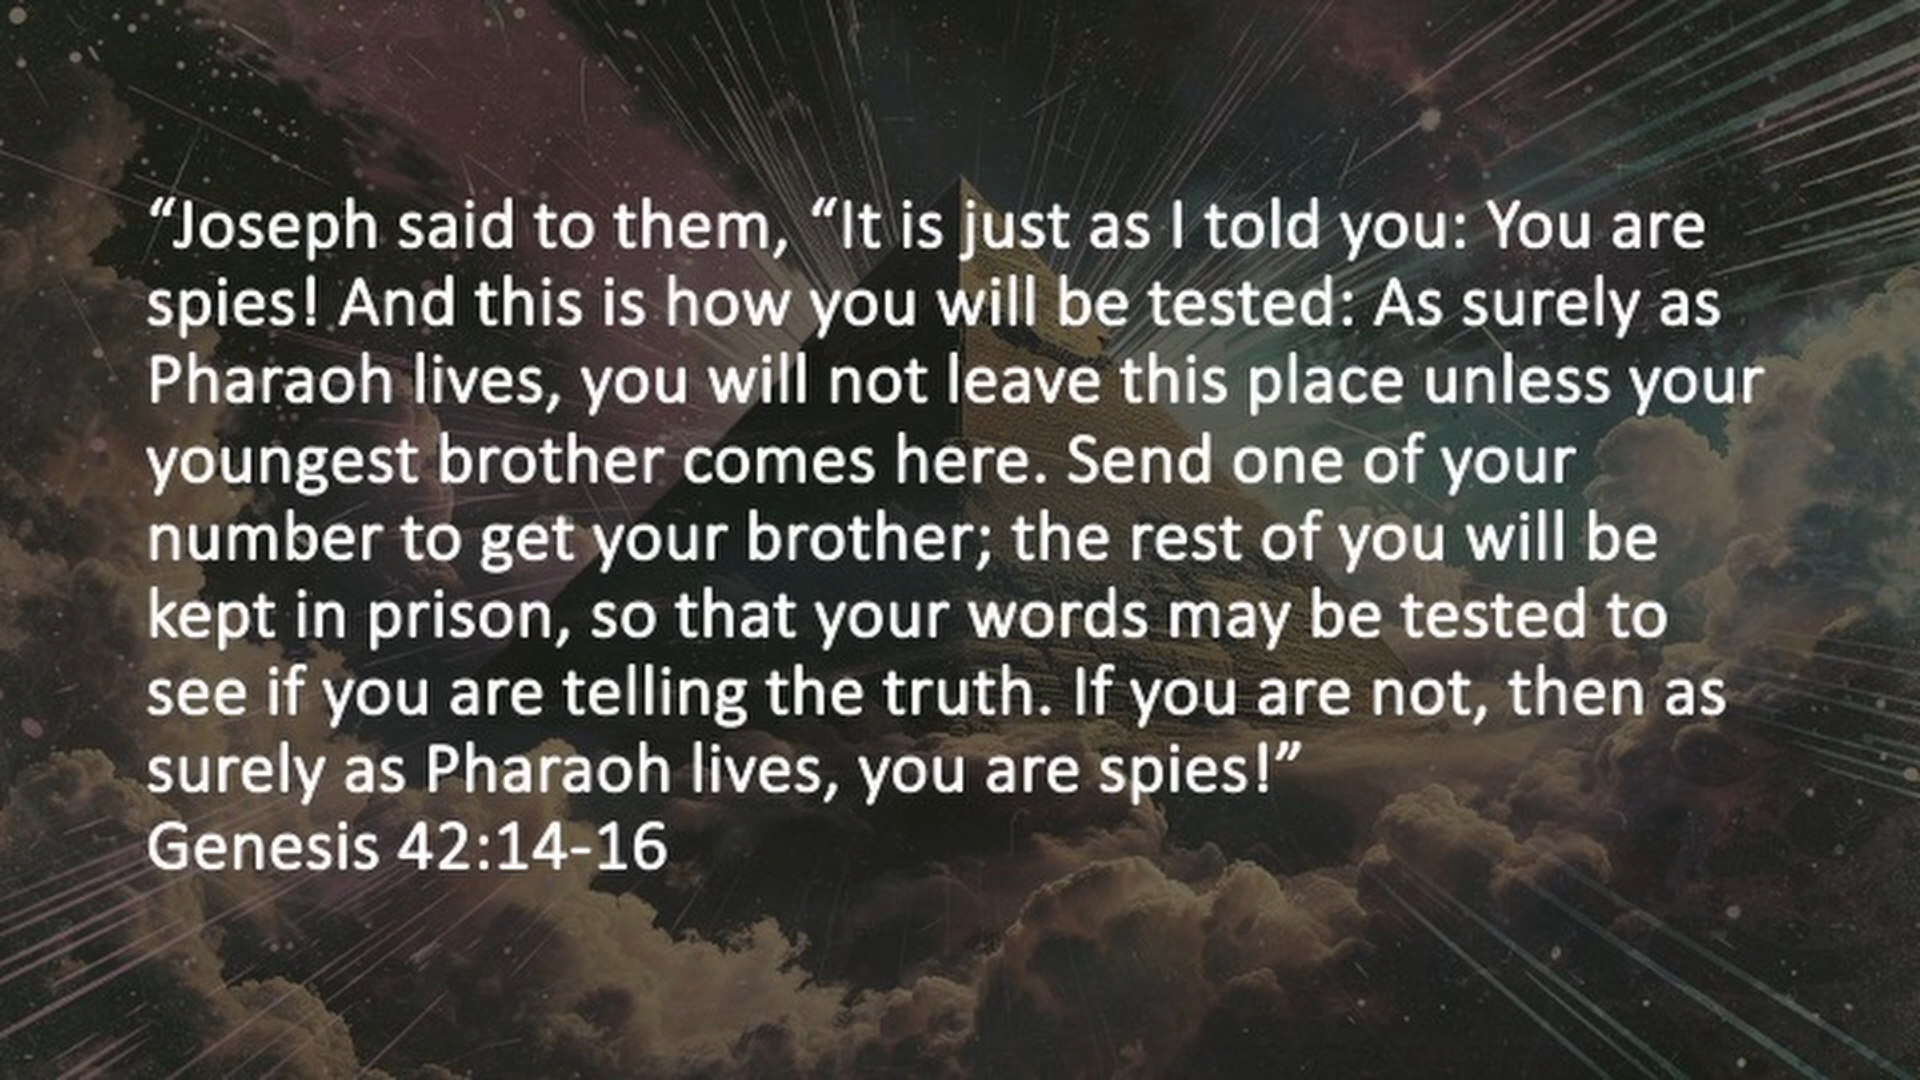 “Joseph said to them, “It is just as I told you: You are
spies! And this is how you will be tested: As surely as
Pharaoh lives, you will not leave this place unless your
youngest brother comes here. Send one of your
number to get your brother; the rest of you will be
kept in prison, so that your words may be tested to
see if you are telling the truth. If you are not, then as
surely as Pharaoh lives, you are spies!”
Genesis 42:14-16